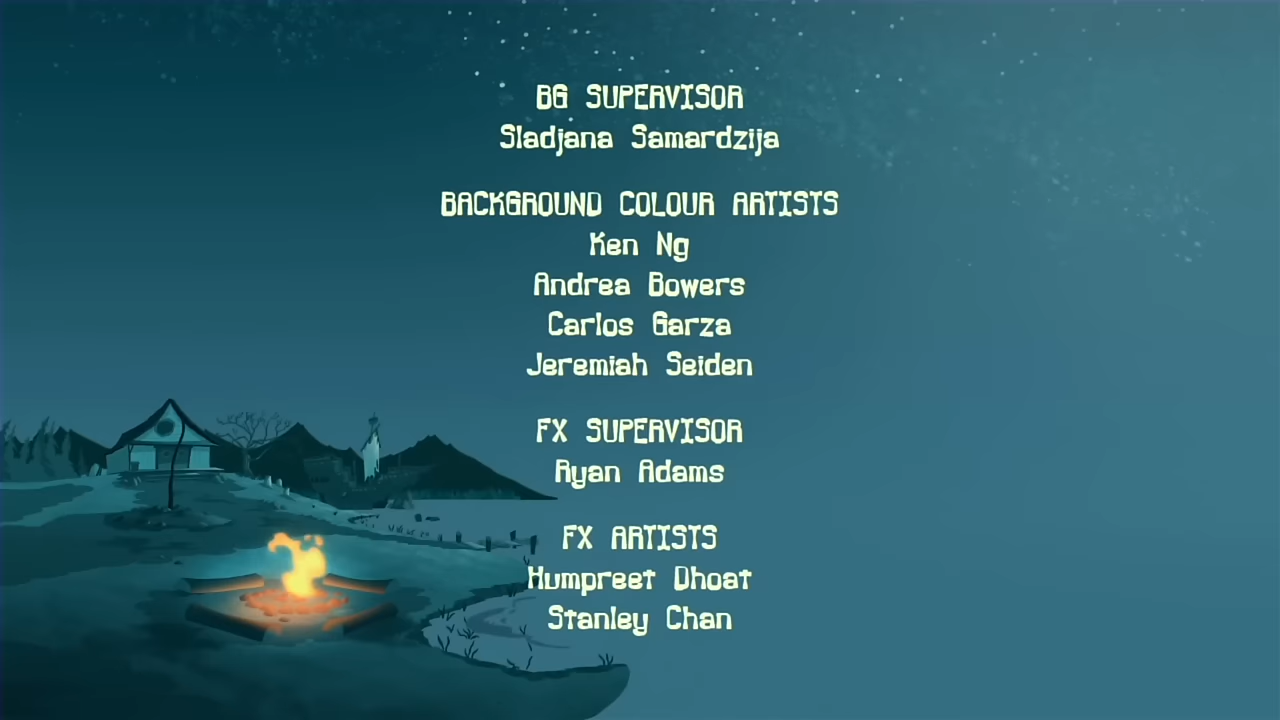 BG SUPERVISOR
Sladjana Samardzija
BACKGROUND COLOUR ARTISTS
Ken Ng
Andrea Bowers
Carlos Garza
Jeremiah Seiden
FX SUPERVISOR
Ryan Adams
FX ARTISTS
Humpreet Dhoat
Stanley Chan